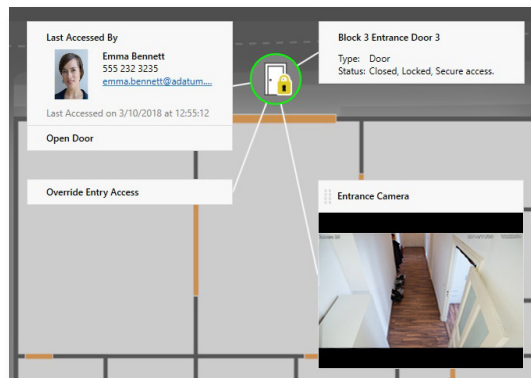 Last Accessed By
Emma Bennett
555 232 3235
emma.bennett@adatum....
Last Accessed on 3/10/2018 at 12:55:12
Open Door
Override Entry Access
Block 3 Entrance Door 3
Type: Door
Status: Closed, Locked, Secure access.
Entrance Camera